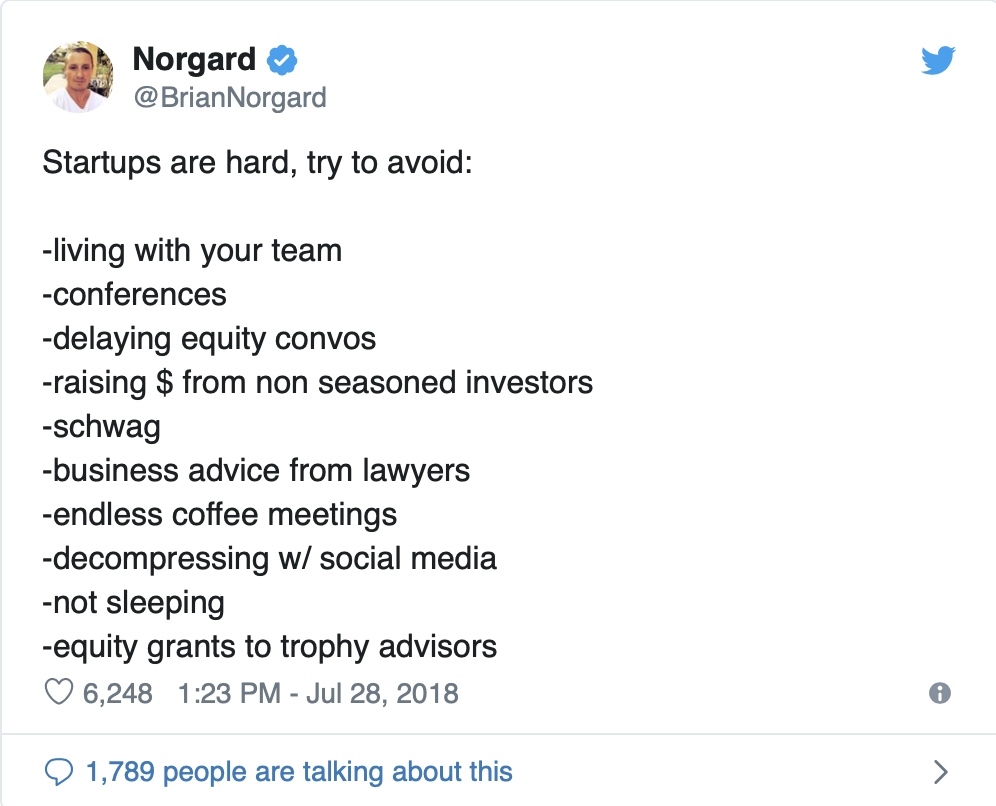 Norgard
@BrianNorgard
Startups are hard, try to avoid:
-living with your team
-conferences
-delaying equity convos
-raising $ from non seasoned investors
-schwag
-business advice from lawyers
-endless coffee meetings
-decompressing w/ social media
-not sleeping
-equity grants to trophy advisors
6,248 1:23 PM - Jul 28, 2018
1,789 people are talking about this